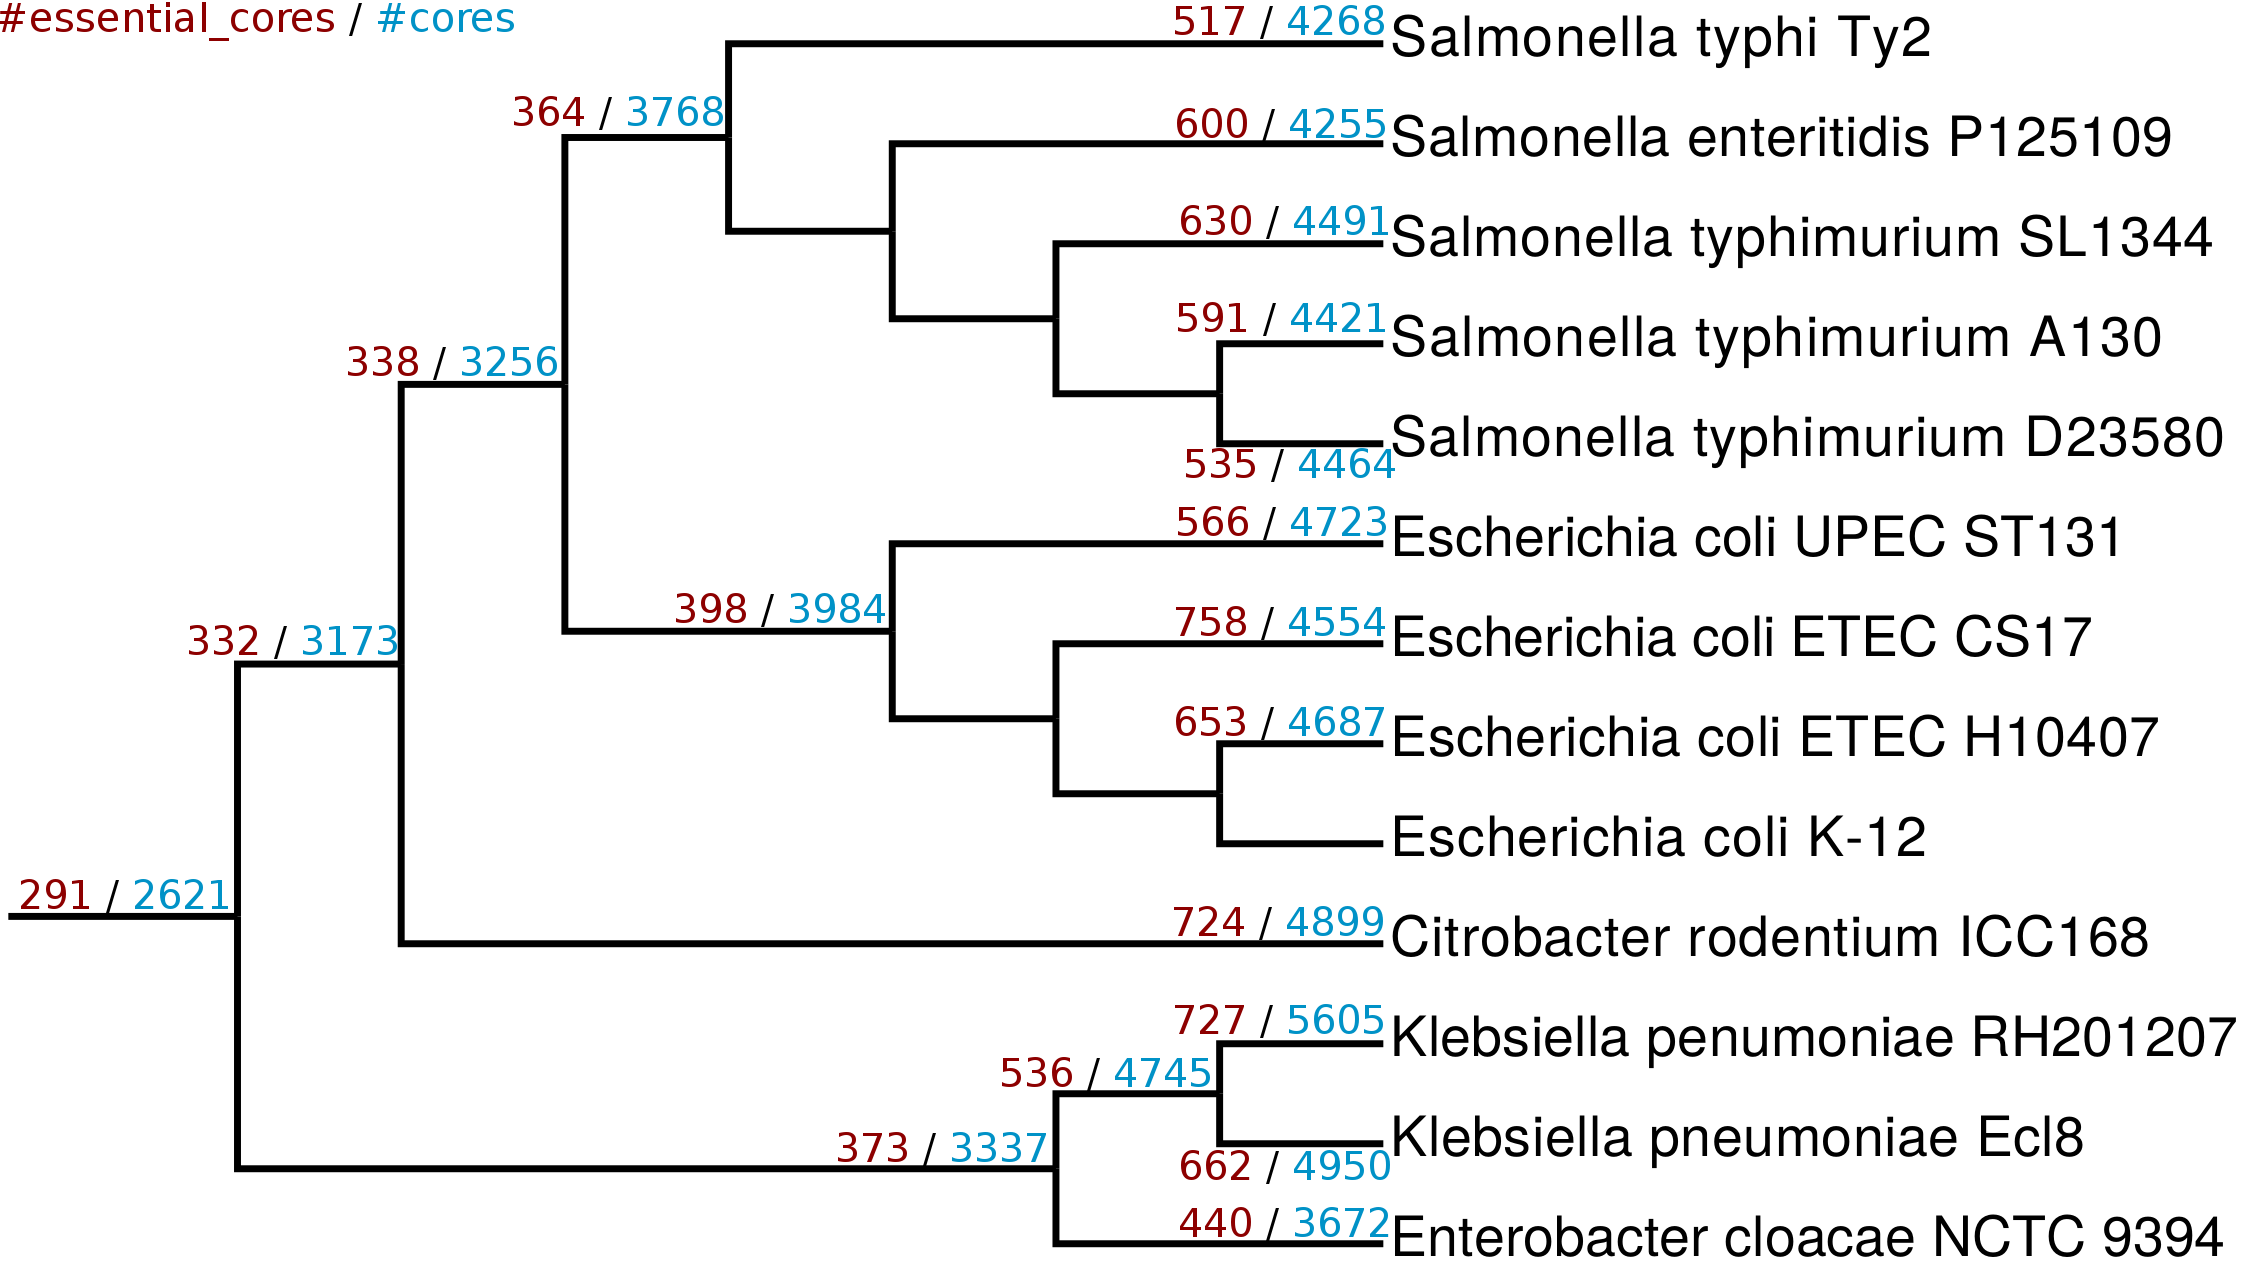 #essential_cores / #cores
517 / 4268 Salmonella typhi Ty2
364 / 3768
600 / 4255 Salmonella enteritidis P125109
630 / 4491 Salmonella typhimurium SL1344
591 / 4421 Salmonella typhimurium A130
338 / 3256
Salmonella typhimurium D23580
535 / 4464
566 / 4723 Escherichia coli UPEC ST131
398 / 3984
758 / 4554 Escherichia coli ETEC CS17
332 / 3173
653 / 4687 Escherichia coli ETEC H10407
Escherichia coli K-12
291 / 2621
724 / 4899 Citrobacter rodentium ICC168
727 / 5605 Klebsiella penumoniae RH201207
536 / 4745
Klebsiella pneumoniae Ecl8
373 / 3337
662 / 4950
440 / 3672 Enterobacter cloacae NCTC 9394